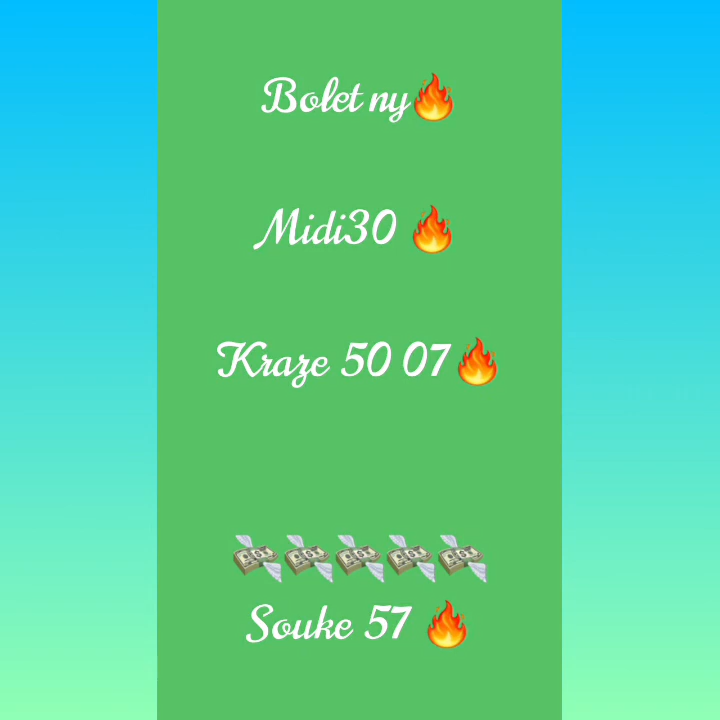 Bolet ny🔥
Midi30 🔥
Kraze 50 07🔥
💸💸💸💸💸
Souke 57 🔥